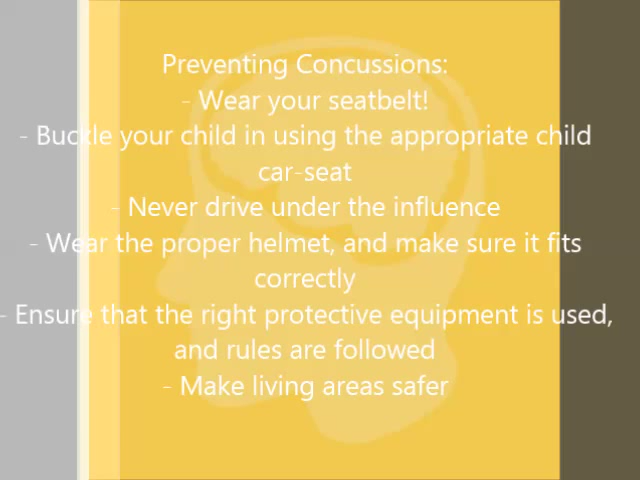 Preventing Concussions:
- Wear your seatbelt!
- Buckle your child in using the appropriate child
car-seat
- Never drive under the influence
- Wear the proper helmet, and make sure it fits
correctly
- Ensure that the right protective equipment is used,
and rules are followed
- Make living areas safer